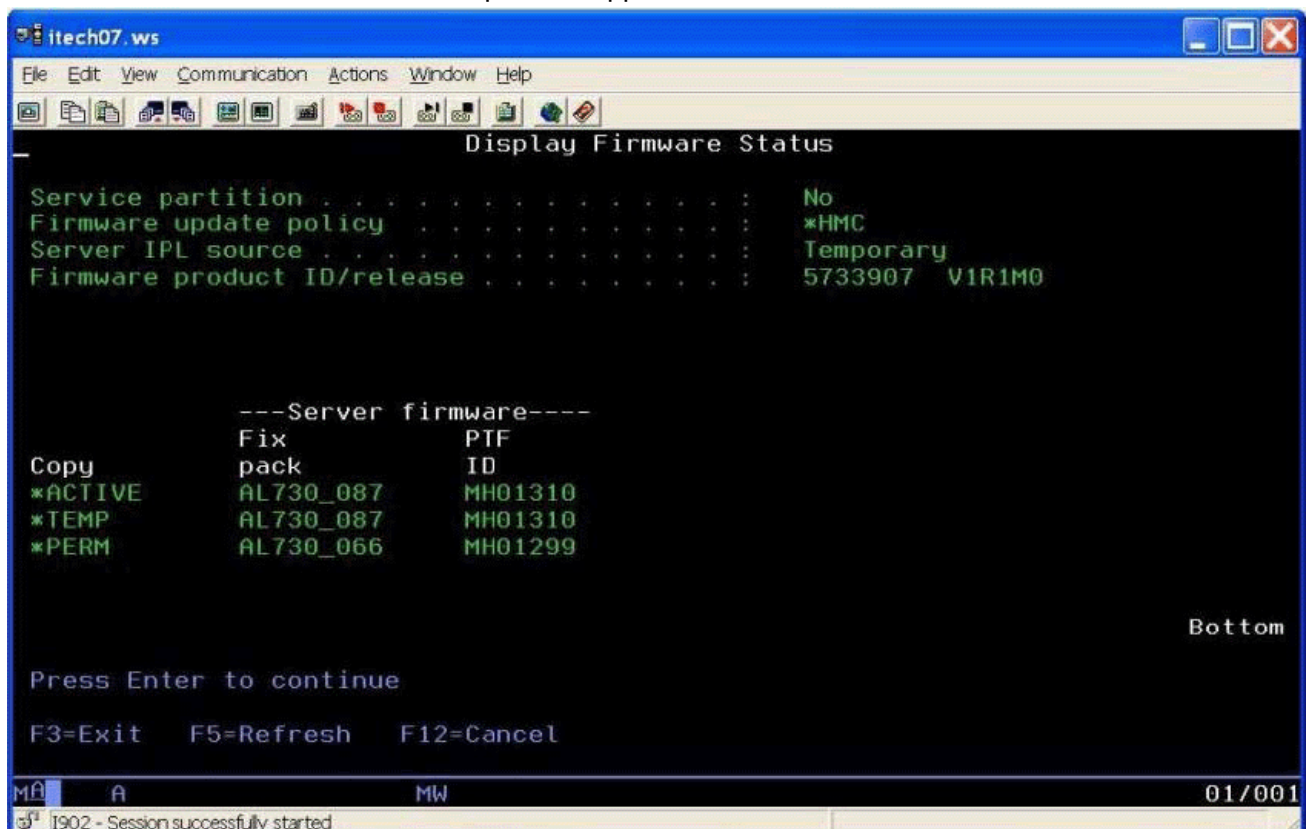 itech07.ws
File Edit View Communication Actions Window Help
Display Firmware Status
Service partition . . . . . . . . . . . . . : No
Firmware update policy . . . . . . . . . . : *HMC
Server IPL source . . . . . . . . . . . . . : Temporary
Firmware product ID/release . . . . . . . . : 5733907 V1R1M0
---Server firmware----
Fix PTF
Copy pack ID
*ACTIVE AL730_087 MH01310
*TEMP AL730_087 MH01310
*PERM AL730_066 MH01299
Bottom
Press Enter to continue
F3=Exit F5=Refresh F12=Cancel
MA A MW 01/001
I902 - Session successfully started